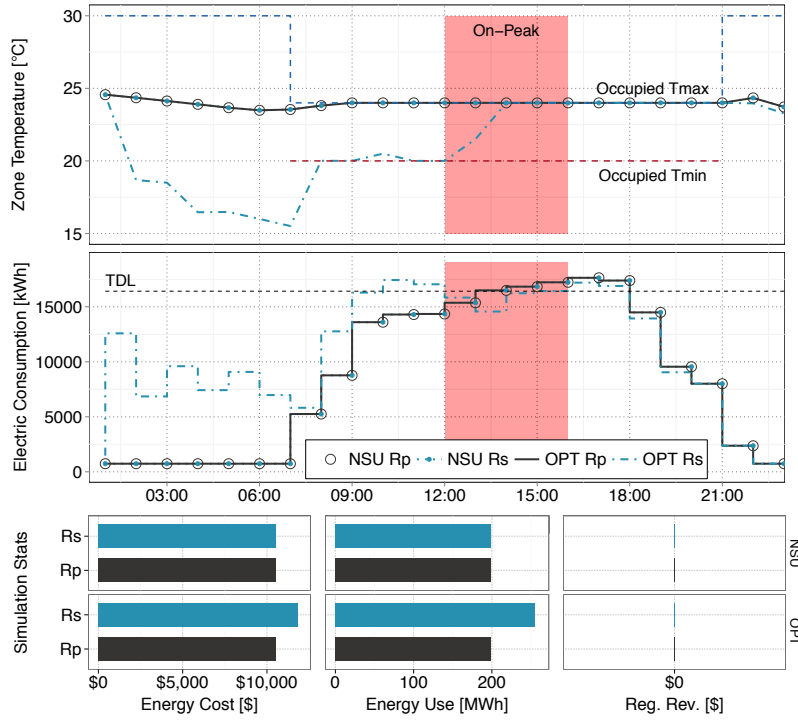 30
25
20
15
Zone Temperature [°C]
On−Peak
Occupied Tmax
Occupied Tmin
15000
10000
5000
0
Electric Consumption [kWh]
TDL
NSU Rp NSU Rs OPT Rp OPT Rs
03:00 06:00 09:00 12:00 15:00 18:00 21:00
Simulation Stats
Rs
Rp
NSU
Rs
Rp
OPT
$0 $5,000 $10,000 0 100 200 $0
Energy Cost [$] Energy Use [MWh] Reg. Rev. [$]